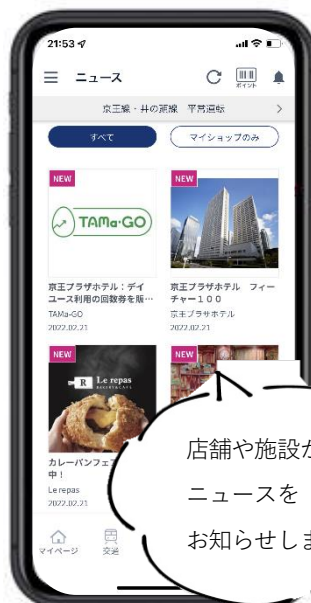 21:53
ニュース
ポイント
京王線・井の頭線 平常運転
すべて
マイショップのみ
NEW
TAMa-GO
京王プラザホテル：デイ
ユース利用の回数券を販…
TAMa-GO
2022.02.21
NEW
京王プラザホテル フィー
チャー１００
京王プラザホテル
2022.02.21
NEW
R Le repas
BAKERY & CAFE
カレーパンフェ
中！
Le repas
2022.02.21
NEW
店舗や施設か
ニュースを
お知らせしま
マイページ
交通